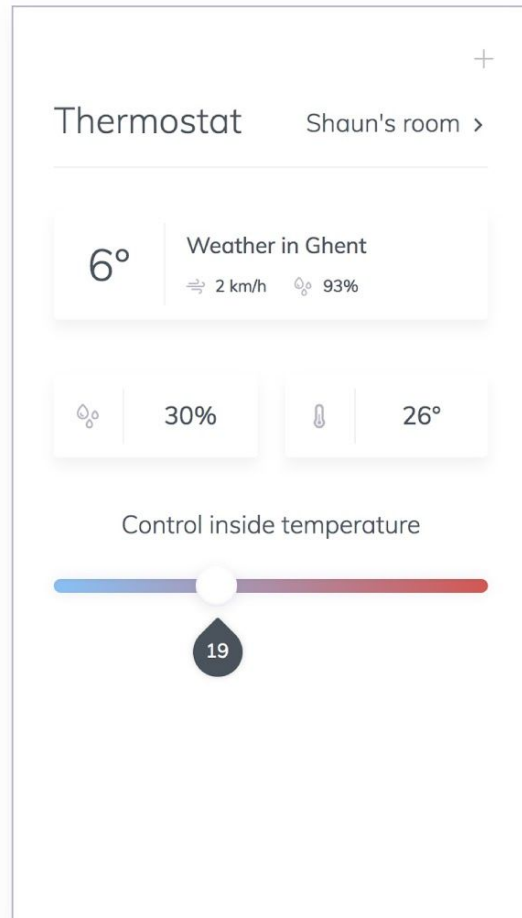 Thermostat
Shaun's room
6°
Weather in Ghent
2 km/h 93%
30%
26°
Control inside temperature
19